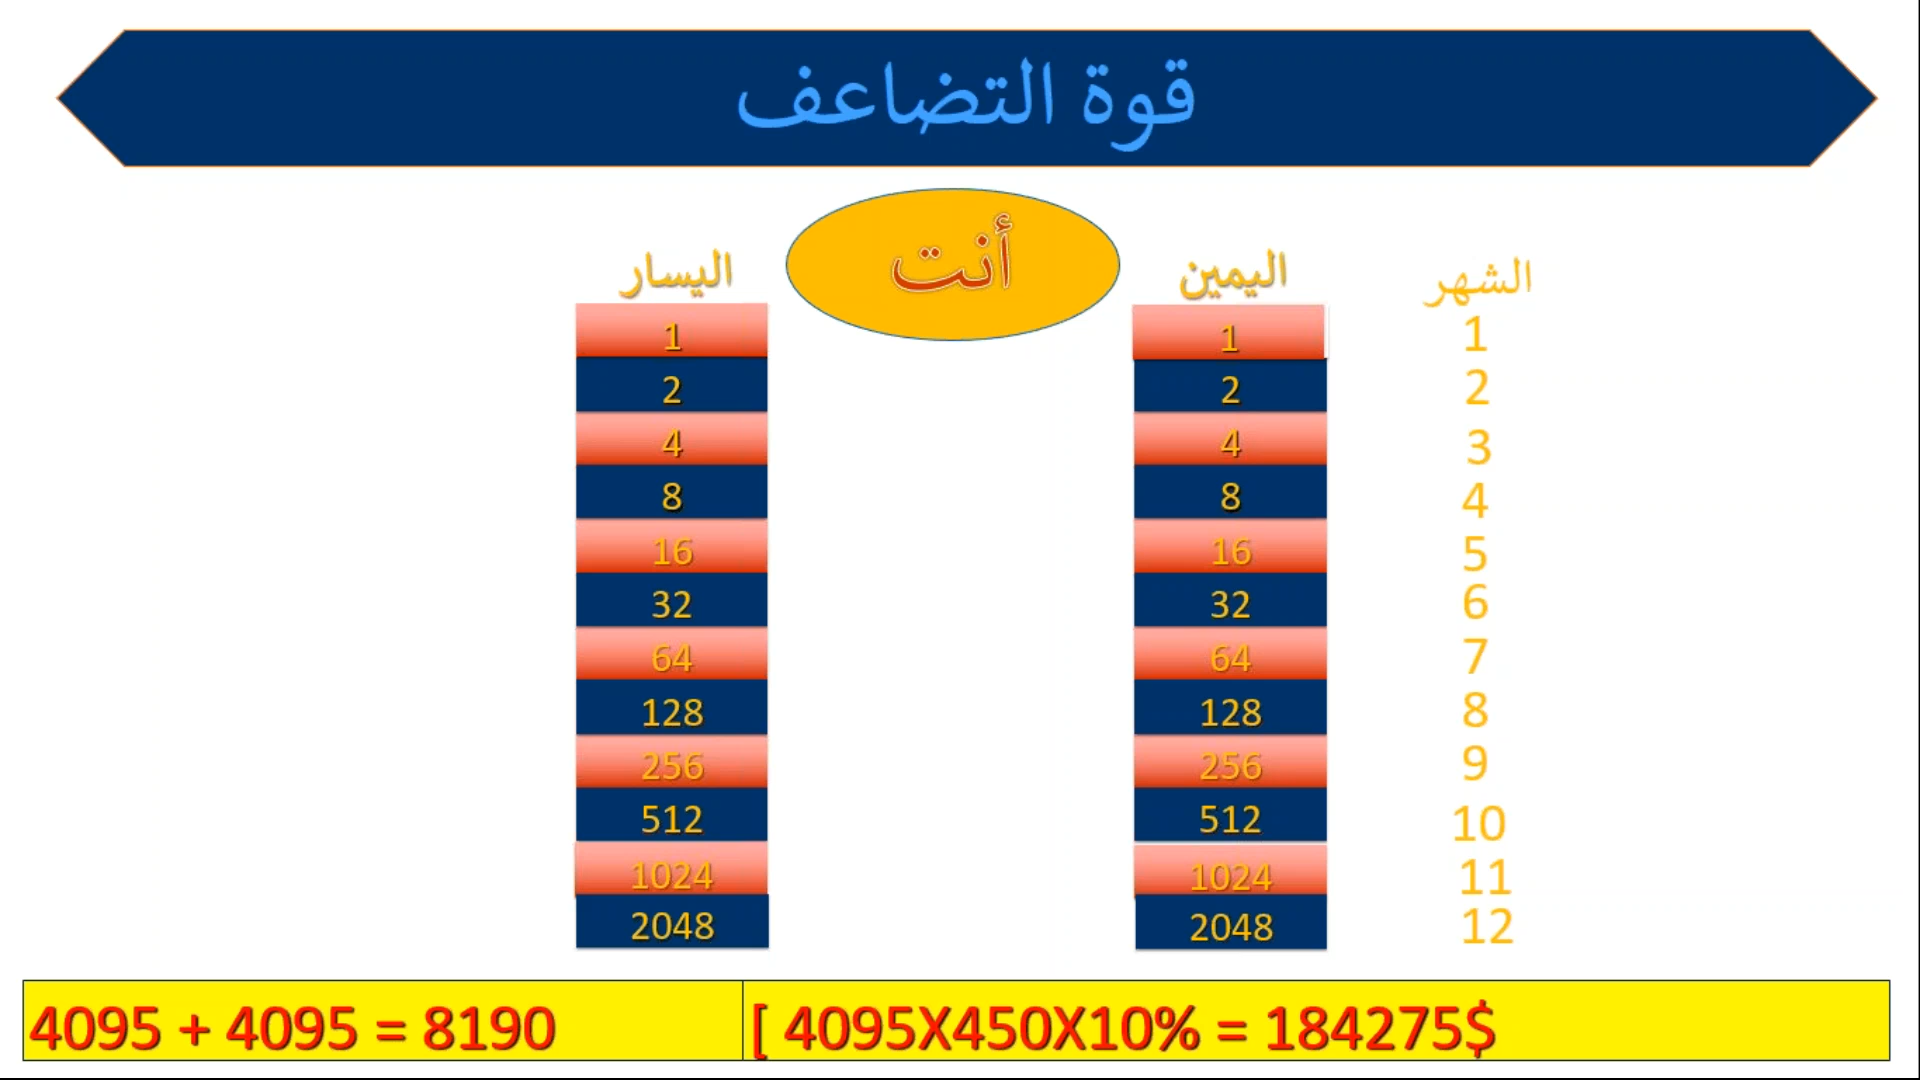 قوة التضاعف
أنت
الشهر اليمين اليسار
1 1 1
2 2 2
3 4 4
4 8 8
5 16 16
6 32 32
7 64 64
8 128 128
9 256 256
10 512 512
11 1024 1024
12 2048 2048
4095 + 4095 = 8190
[ 4095X450X10% = 184275$